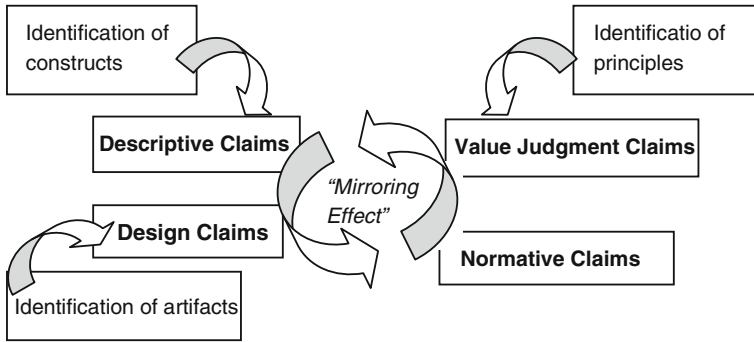 Identification of
constructs
Identificatio of
principles
Descriptive Claims
Value Judgment Claims
“Mirroring
Effect”
Design Claims
Normative Claims
Identification of artifacts